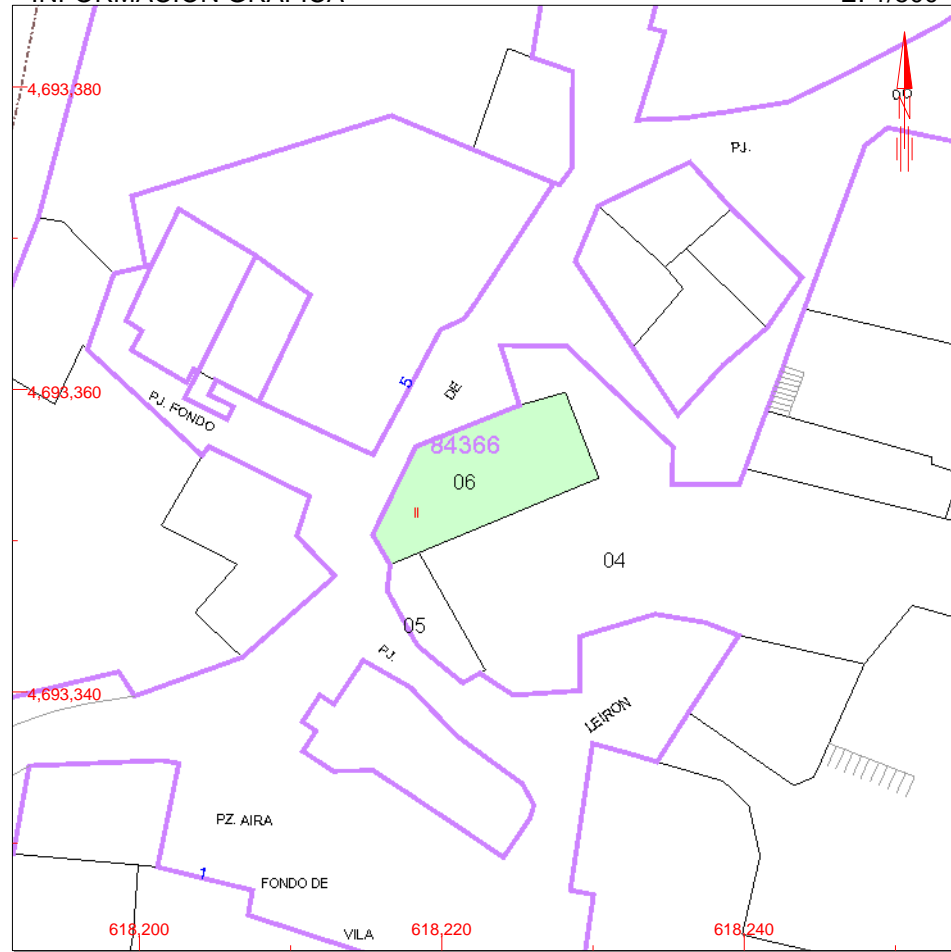 4,693,380
PJ.
4,693,360
PJ. FONDO
5
DE
84366
06
II
04
05
PJ.
4,693,340
LEIRON
PZ. AIRA
1
FONDO DE
618,200
618,220
618,240
VILA